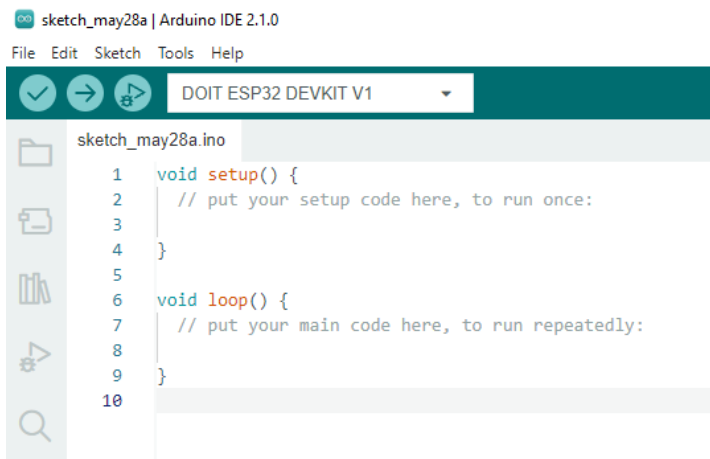 sketch_may28a | Arduino IDE 2.1.0
File Edit Sketch Tools Help
DOIT ESP32 DEVKIT V1
sketch_may28a.ino
1 void setup() {
2 // put your setup code here, to run once:
3
4 }
5
6 void loop() {
7 // put your main code here, to run repeatedly:
8
9 }
10